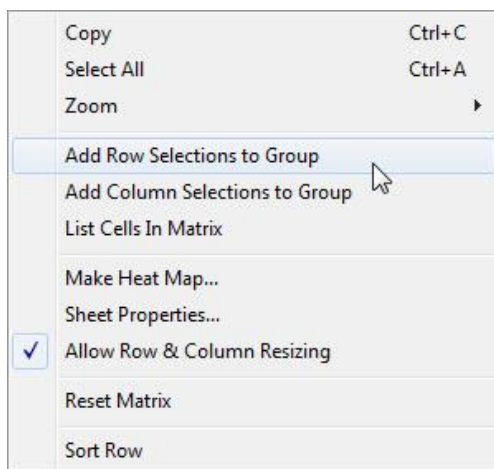 Copy Ctrl+C
Select All Ctrl+A
Zoom
Add Row Selections to Group
Add Column Selections to Group
List Cells In Matrix
Make Heat Map...
Sheet Properties...
Allow Row & Column Resizing
Reset Matrix
Sort Row